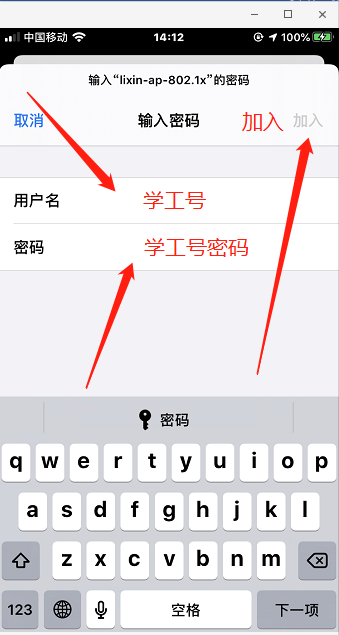 中国移动 14:12 100%
输入“lixin-ap-802.1x”的密码
取消 输入密码 加入 加入
用户名 学工号
密码 学工号密码
密码
q w e r t y u i o p
a s d f g h j k l
z x c v b n m
123 空格 下一项